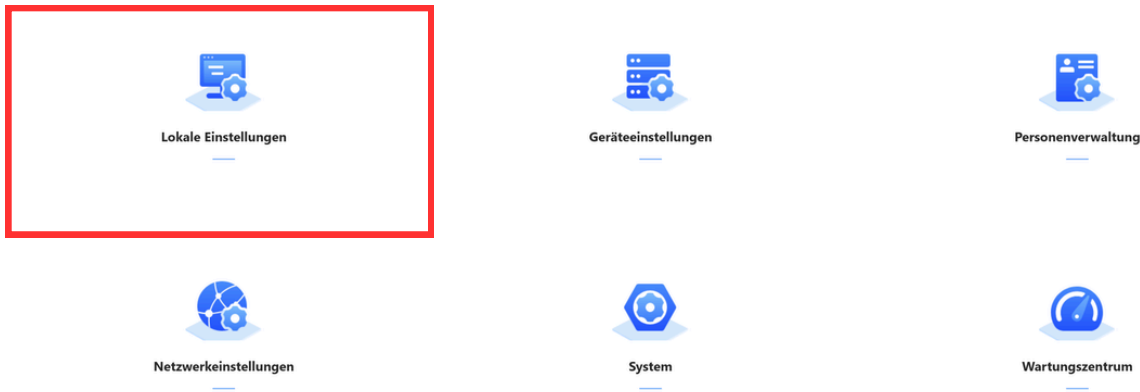 Lokale Einstellungen
Geräteeinstellungen
Personenverwaltung
Netzwerkeinstellungen
System
Wartungszentrum